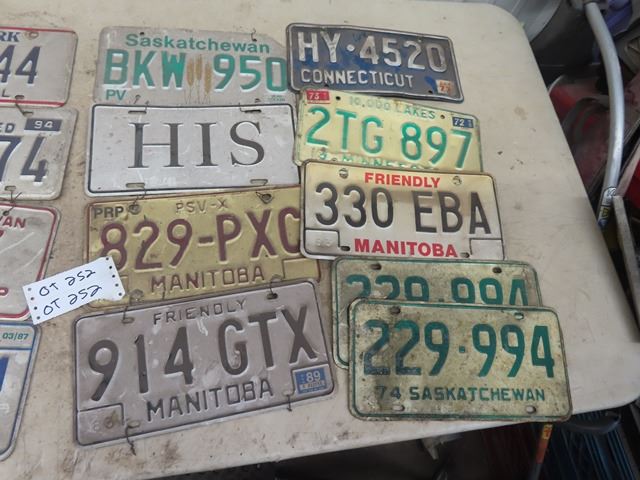 RK
44
94
74
AN
03/87
Saskatchewan
BKW 950
PV
HIS
PRP
PSV-X
829-PXC
MANITOBA
OT 252
OT 252
FRIENDLY
914 GTX
89
MANITOBA
HY·4520
CONNECTICUT
73
10,000 LAKES
72
2TG 897
FRIENDLY
330 EBA
MANITOBA
229·994
229·994
74 SASKATCHEWAN